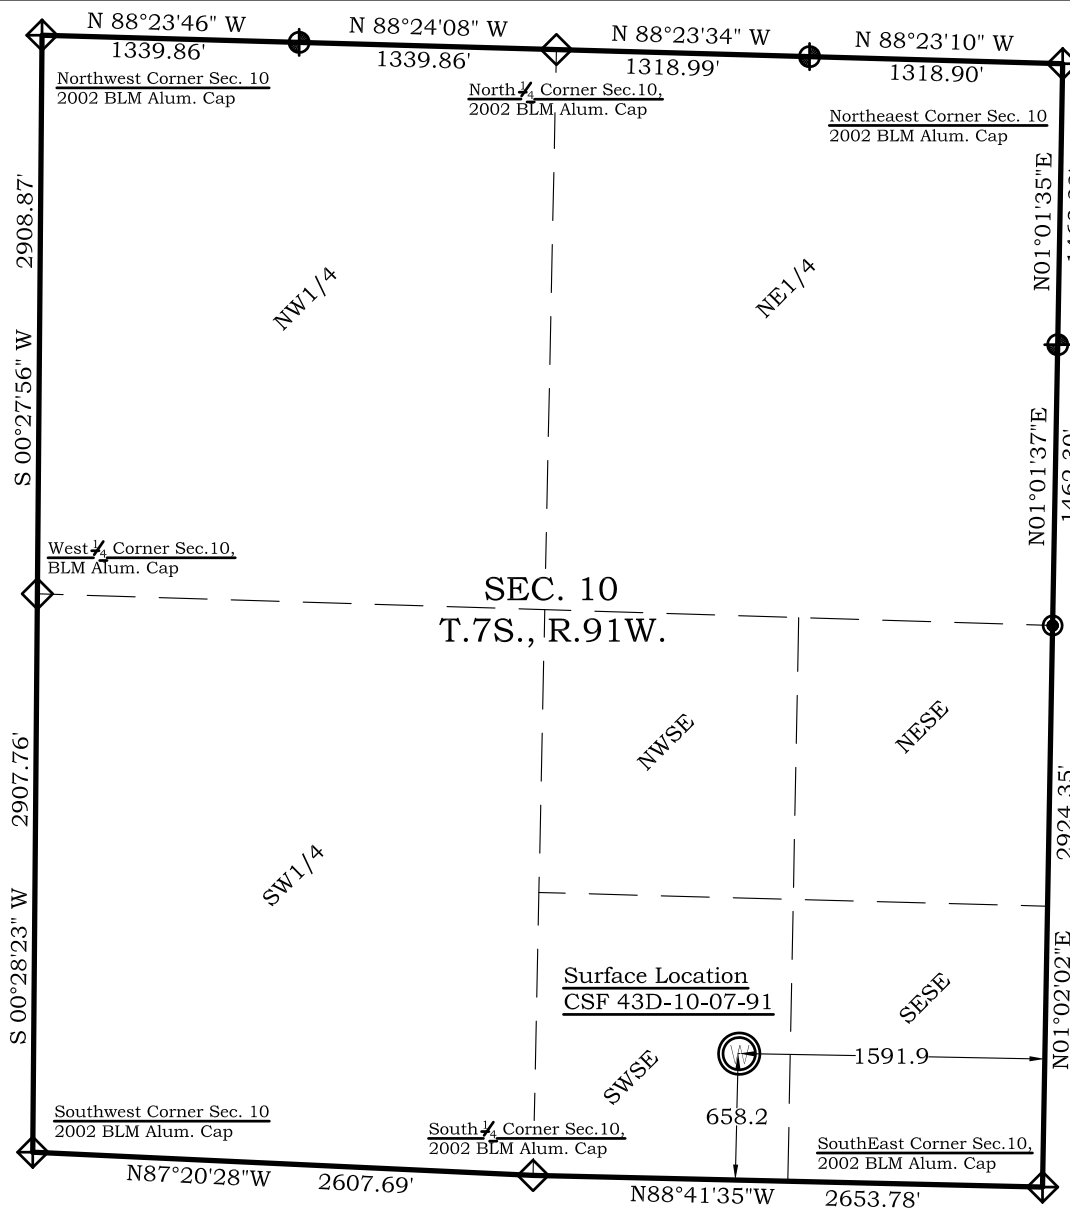 N 88°23'46" W
N 88°24'08" W
N 88°23'34" W
N 88°23'10" W
1339.86'
1339.86'
1318.99'
1318.90'
Northwest Corner Sec. 10
2002 BLM Alum. Cap
North 1/4 Corner Sec.10,
2002 BLM Alum. Cap
Northeaest Corner Sec. 10
2002 BLM Alum. Cap
2908.87'
S 00°27'56" W
N01°01'35"E
NW1/4
NE1/4
N01°01'37"E
1462.30'
West 1/4 Corner Sec.10,
BLM Alum. Cap
SEC. 10
T.7S., R.91W.
NWSE
NESE
2907.76'
S 00°28'23" W
2924.35'
N01°02'02"E
SW1/4
Surface Location
CSF 43D-10-07-91
SESE
W
1591.9
SWSE
658.2
Southwest Corner Sec. 10
2002 BLM Alum. Cap
South 1/4 Corner Sec.10,
2002 BLM Alum. Cap
SouthEast Corner Sec.10,
2002 BLM Alum. Cap
N87°20'28"W
2607.69'
N88°41'35"W
2653.78'